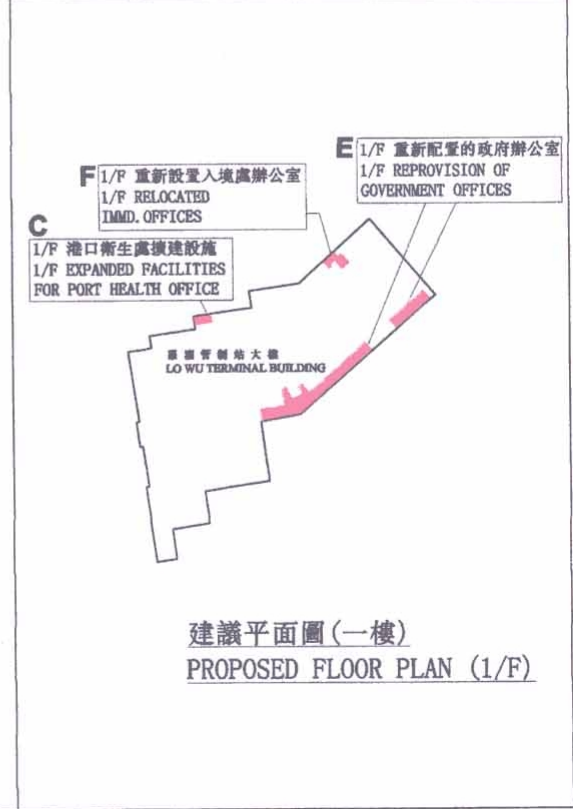 E
1/F 重新配置的政府辦公室
1/F REPROVISION OF
GOVERNMENT OFFICES
F
1/F 重新設置入境處辦公室
1/F RELOCATED
IMMD. OFFICES
C
1/F 港口衞生處擴建設施
1/F EXPANDED FACILITIES
FOR PORT HEALTH OFFICE
羅湖管制站大樓
LO WU TERMINAL BUILDING
建議平面圖(一樓)
PROPOSED FLOOR PLAN (1/F)